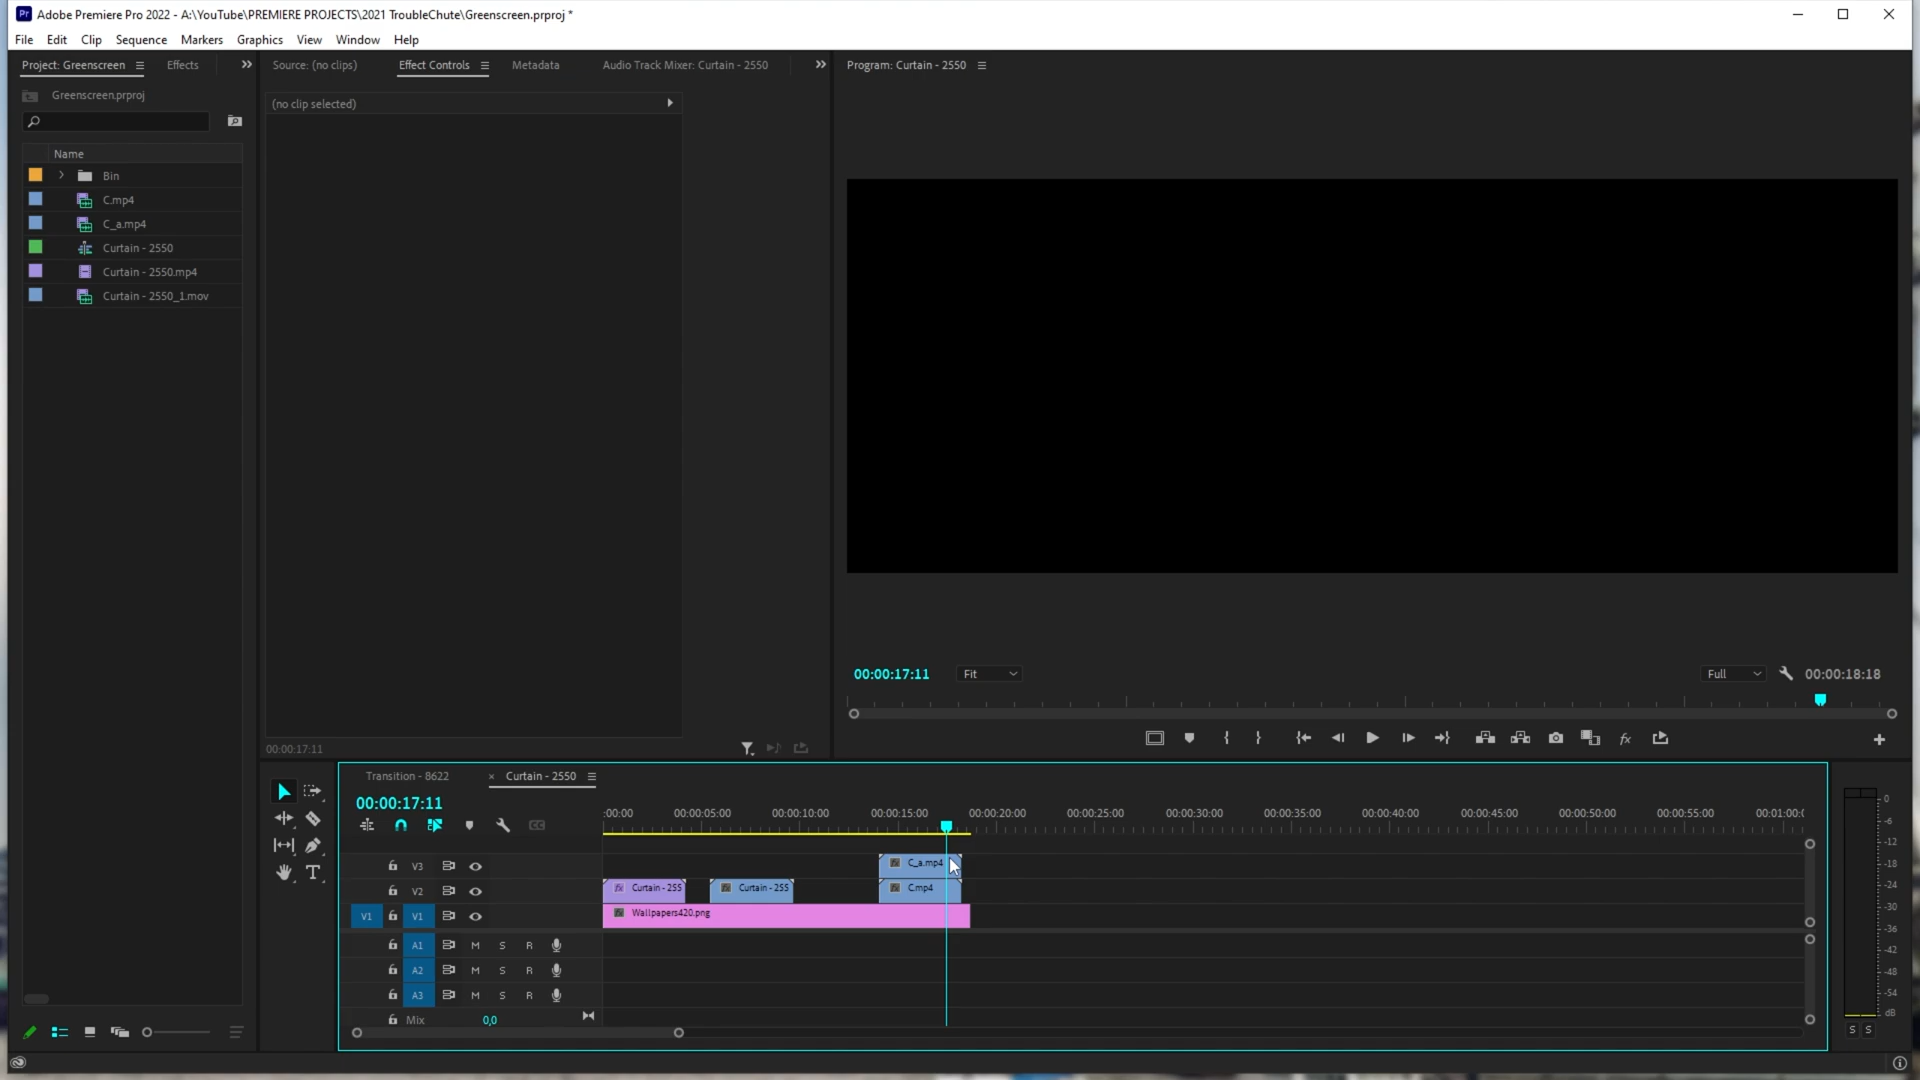 Adobe Premiere Pro 2022 - A:\YouTube\PREMIERE PROJECTS\2021 TroubleChute\Greenscreen.prproj *
File Edit Clip Sequence Markers Graphics View Window Help
Project: Greenscreen Effects Source: (no clips) Effect Controls Metadata Audio Track Mixer: Curtain - 2550 Program: Curtain - 2550
Greenscreen.prproj
(no clip selected)
Name
Bin
C.mp4
C_a.mp4
Curtain - 2550
Curtain - 2550.mp4
Curtain - 2550_1.mov
00:00:17:11 Fit Full 00:00:18:18
00:00:17:11
Transition - 8622 × Curtain - 2550
00:00:17:11
:00:00 00:00:05:00 00:00:10:00 00:00:15:00 00:00:20:00 00:00:25:00 00:00:30:00 00:00:35:00 00:00:40:00 00:00:45:00 00:00:50:00 00:00:55:00 00:01:00:0
V3 C_a.mp4
V2 Curtain - 255 Curtain - 255 C.mp4
V1 V1 Wallpapers420.png
A1 M S R
A2 M S R
A3 M S R
Mix 0,0
0
-6
-12
-18
-24
-30
-36
-42
-48
-54
dB
S S